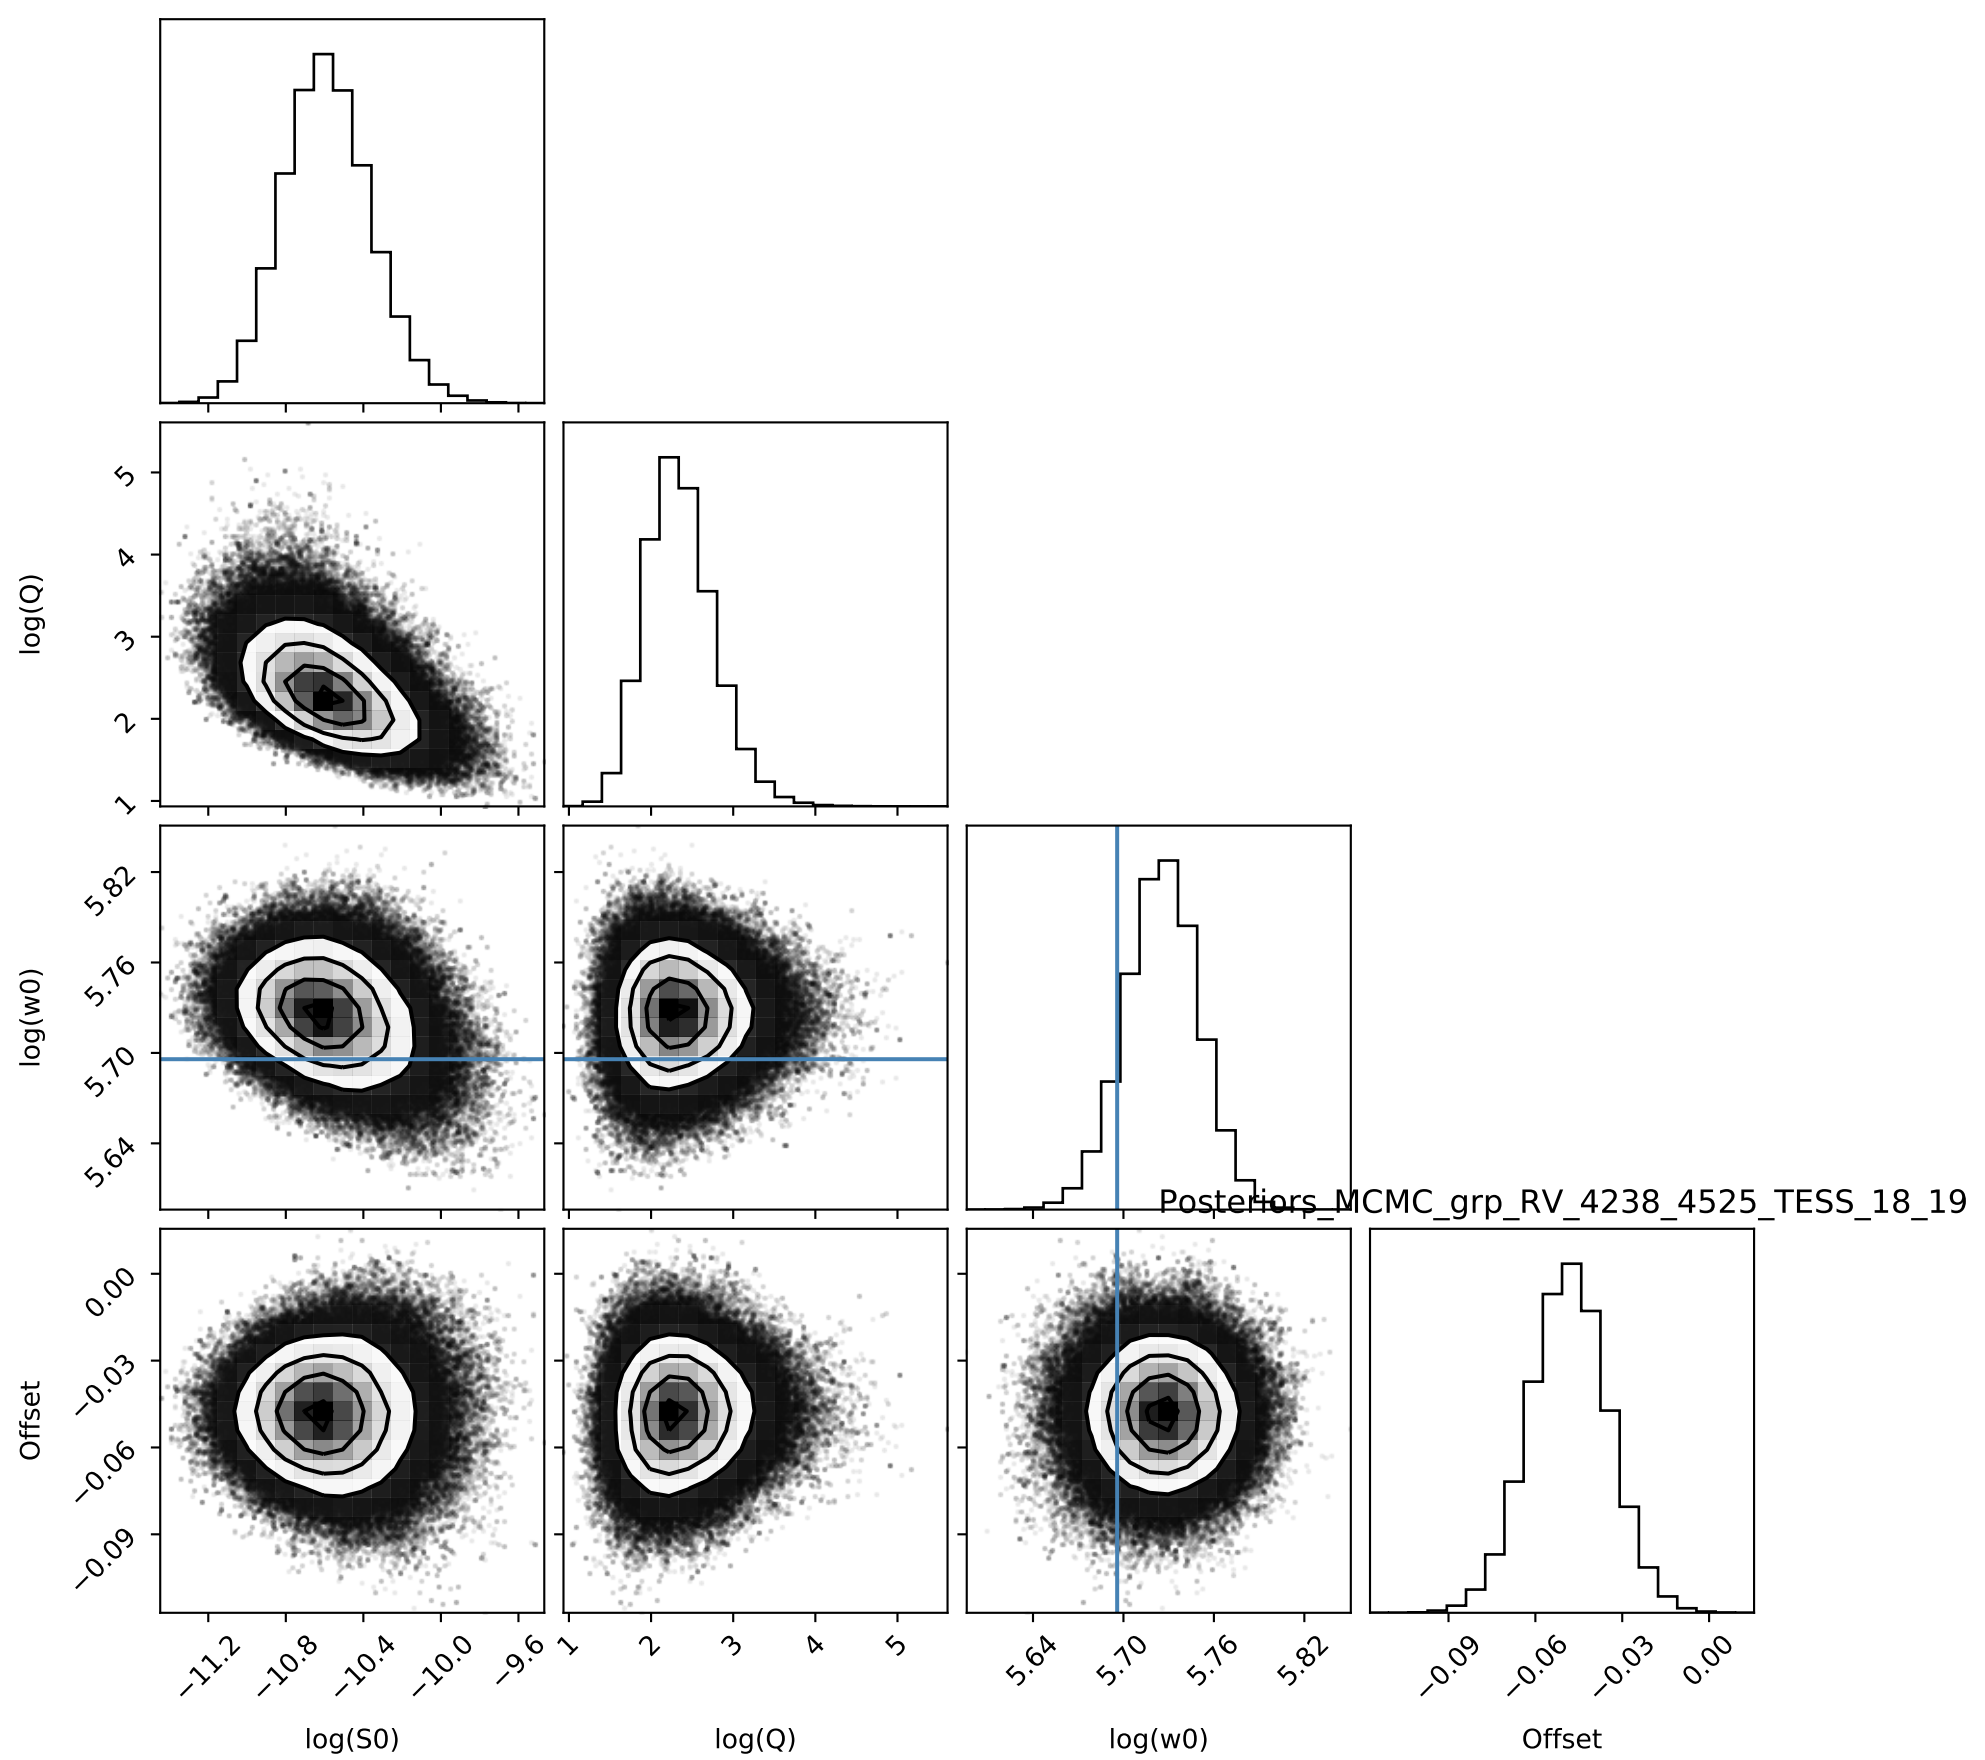 5
4
3
2
1
log(Q)
5.82
5.76
5.70
5.64
log(w0)
Posteriors_MCMC_grp_RV_4238_4525_TESS_18_19
0.00
−0.03
−0.06
−0.09
Offset
−11.2 −10.8 −10.4 −10.0 −9.6
1 2 3 4 5
5.64 5.70 5.76 5.82
−0.09 −0.06 −0.03 0.00
log(S0)
log(Q)
log(w0)
Offset